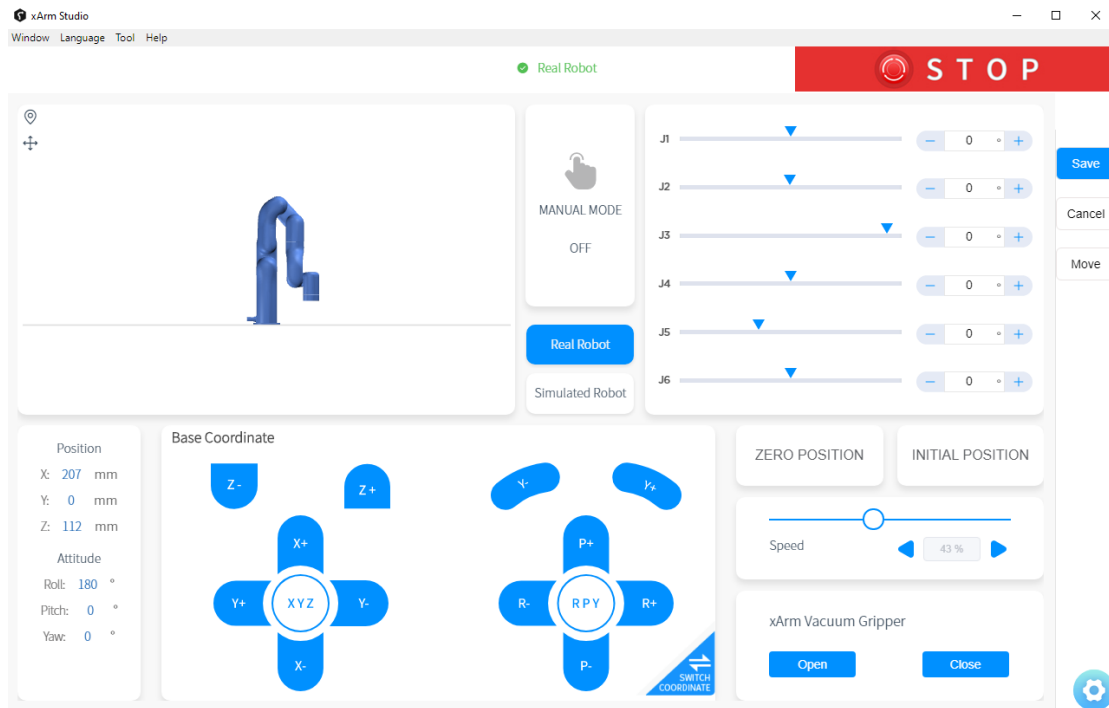 xArm Studio
Window Language Tool Help
Real Robot
STOP
MANUAL MODE
OFF
Real Robot
Simulated Robot
J1 − 0 ° +
J2 − 0 ° +
J3 − 0 ° +
J4 − 0 ° +
J5 − 0 ° +
J6 − 0 ° +
Save
Cancel
Move
Position
X: 207 mm
Y: 0 mm
Z: 112 mm
Attitude
Roll: 180 °
Pitch: 0 °
Yaw: 0 °
Base Coordinate
Z- Z+
X+
Y+ XYZ Y-
X-
Y- Y+
P+
R- RPY R+
P-
SWITCH
COORDINATE
ZERO POSITION
INITIAL POSITION
Speed 43 %
xArm Vacuum Gripper
Open Close